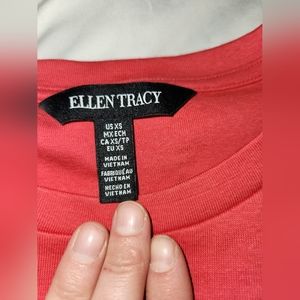 ELLEN TRACY
US XS
MX ECH
CA XS/TP
EU XS
MADE IN
VIETNAM
FABRIQUÉ AU
VIETNAM
HECHO EN
VIETNAM